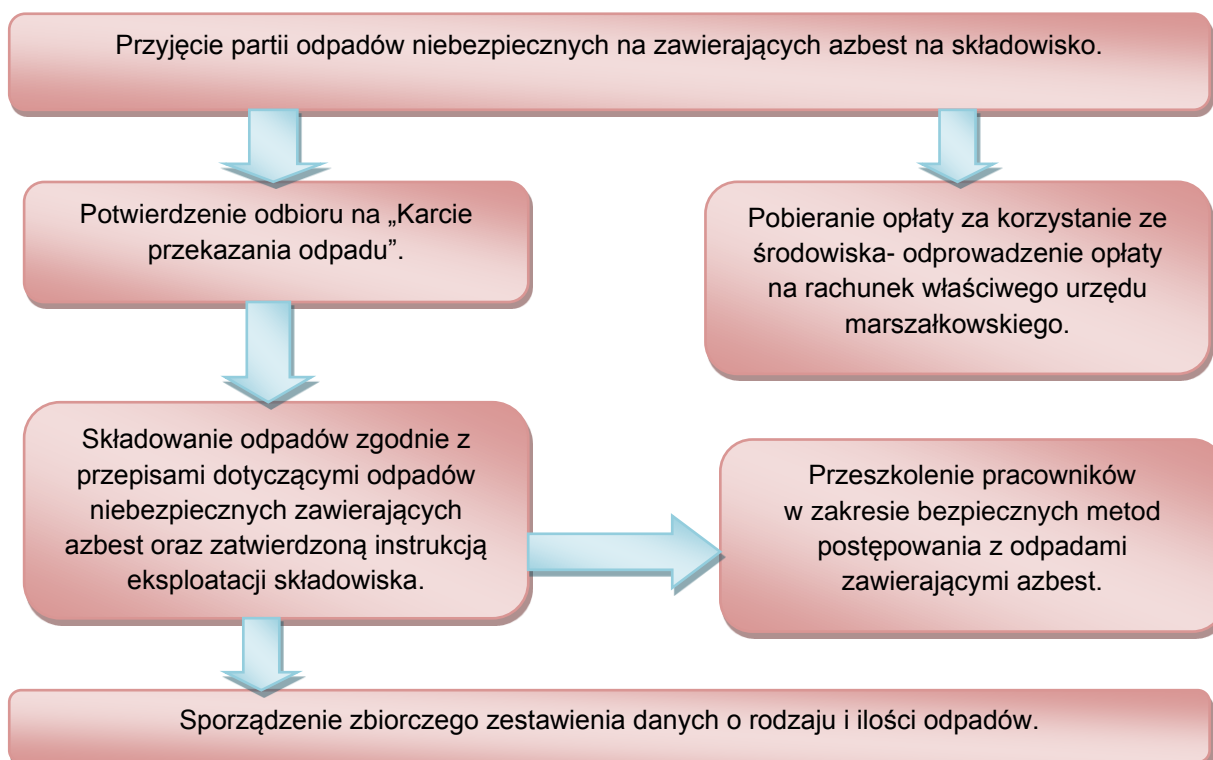 Przyjęcie partii odpadów niebezpiecznych na zawierających azbest na składowisko.
Potwierdzenie odbioru na „Karcie
przekazania odpadu”.
Pobieranie opłaty za korzystanie ze
środowiska- odprowadzenie opłaty
na rachunek właściwego urzędu
marszałkowskiego.
Składowanie odpadów zgodnie z
przepisami dotyczącymi odpadów
niebezpiecznych zawierających
azbest oraz zatwierdzoną instrukcją
eksploatacji składowiska.
Przeszkolenie pracowników
w zakresie bezpiecznych metod
postępowania z odpadami
zawierającymi azbest.
Sporządzenie zbiorczego zestawienia danych o rodzaju i ilości odpadów.